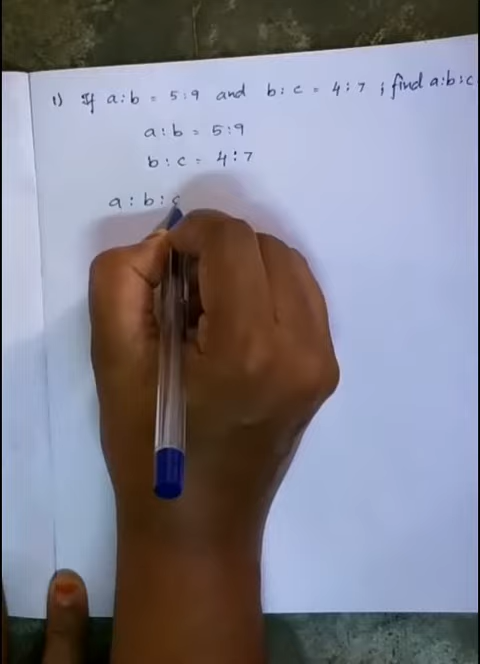 1) If a:b = 5:9 and b:c = 4:7 ; find a:b:c
a:b = 5:9
b:c = 4:7
a:b:c